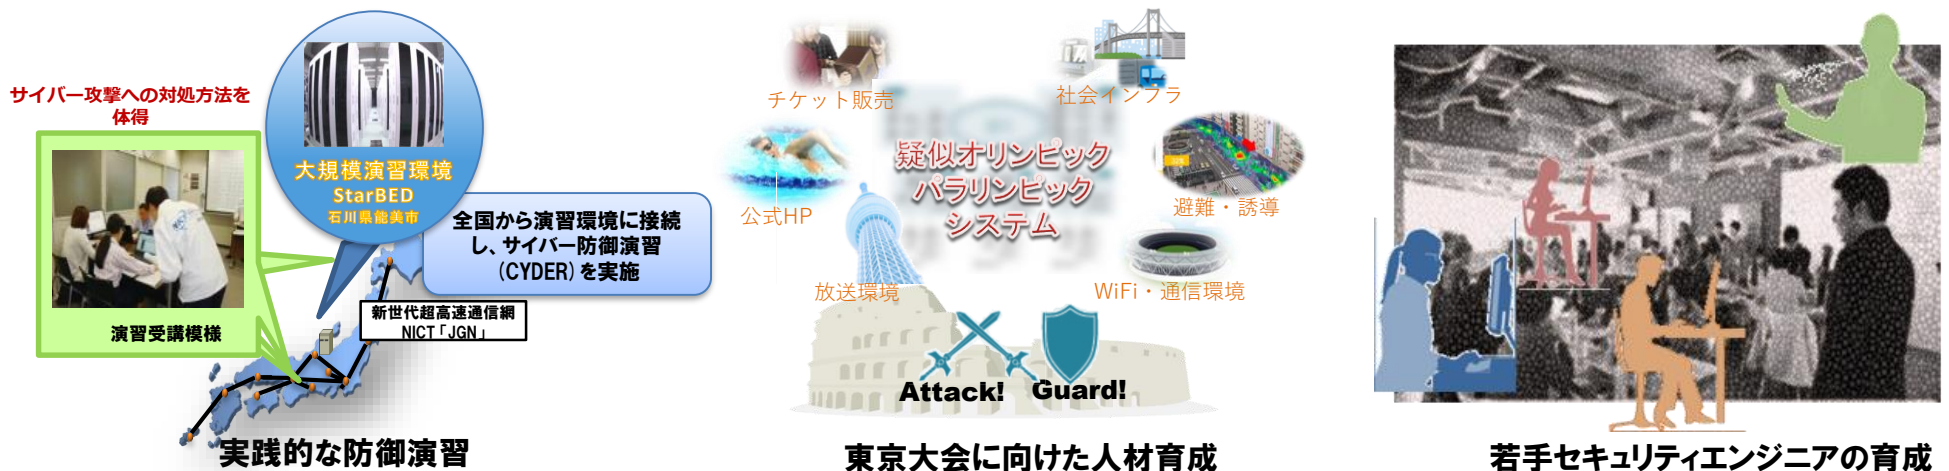 サイバー攻撃への対処方法を
体得
演習受講模様
大規模演習環境
StarBED
石川県能美市
全国から演習環境に接続
し、サイバー防御演習
(CYDER)を実施
新世代超高速通信網
NICT「JGN」
実践的な防御演習
チケット販売
社会インフラ
疑似オリンピック
パラリンピック
システム
公式HP
避難・誘導
放送環境
WiFi・通信環境
Attack!
Guard!
東京大会に向けた人材育成
若手セキュリティエンジニアの育成